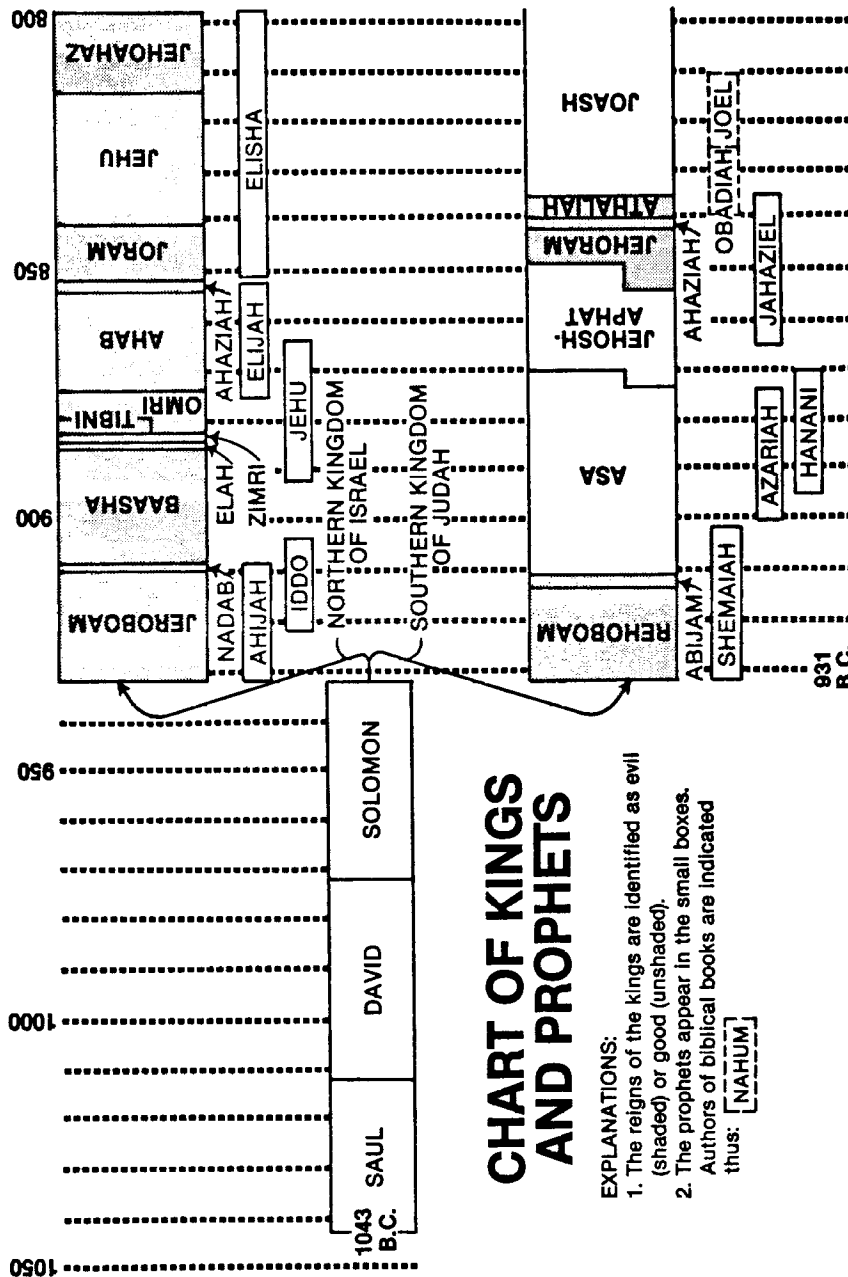 CHART OF KINGS
AND PROPHETS
EXPLANATIONS:
1. The reigns of the kings are identified as evil
(shaded) or good (unshaded).
2. The prophets appear in the small boxes.
Authors of biblical books are indicated
thus: NAHUM
1050
1000
950
900
850
800
1043
B.C.
SAUL
DAVID
SOLOMON
NORTHERN KINGDOM
OF ISRAEL
SOUTHERN KINGDOM
OF JUDAH
JEROBOAM
BAASHA
TIBNI
OMRI
AHAB
JORAM
JEHU
JEHOAHAZ
NADAB
ELAH
ZIMRI
AHAZIAH
AHIJAH
ELIJAH
ELISHA
IDDO
JEHU
REHOBOAM
ASA
JEHOSH-
APHAT
JEHORAM
ATHALIAH
JOASH
ABIJAM
AHAZIAH
SHEMAIAH
OBADIAH
JOEL
AZARIAH
JAHAZIEL
HANANI
931
B.C.